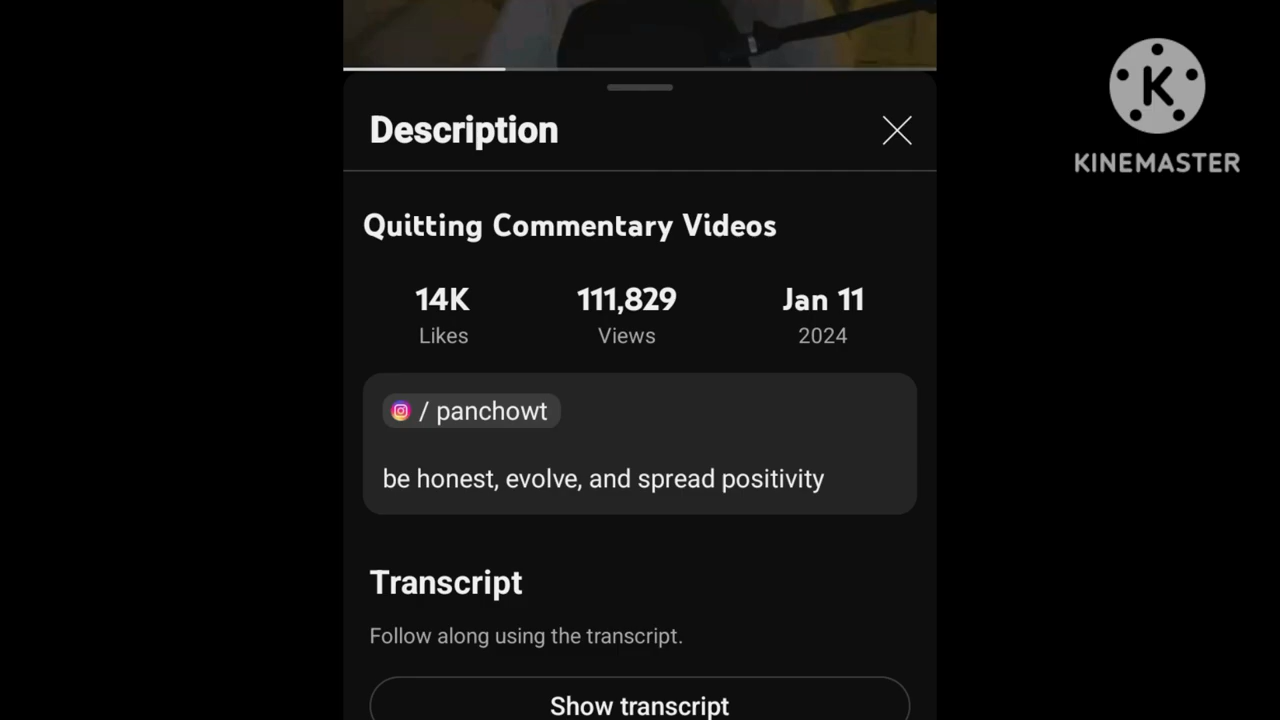 Description
Quitting Commentary Videos
14K
Likes
111,829
Views
Jan 11
2024
/ panchowt
be honest, evolve, and spread positivity
Transcript
Follow along using the transcript.
Show transcript
K
KINEMASTER